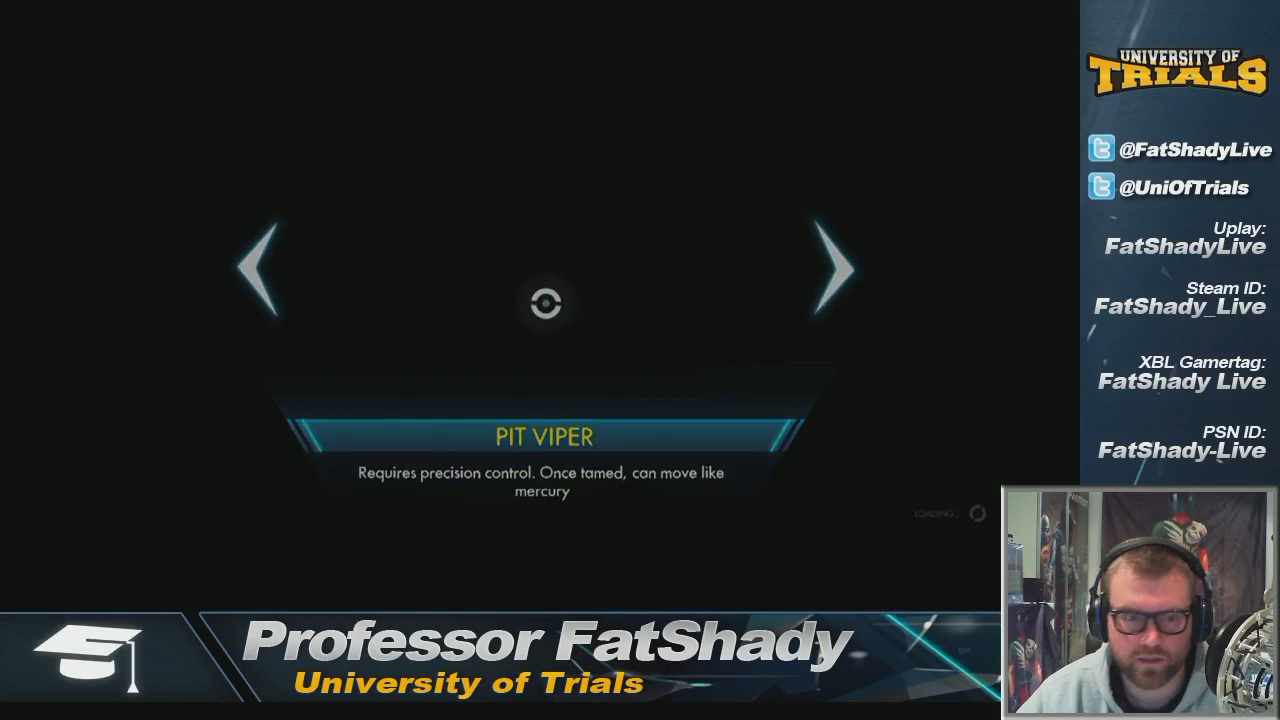 UNIVERSITY OF
TRIALS
@FatShadyLive
@UniOfTrials
Uplay:
FatShadyLive
Steam ID:
FatShady_Live
XBL Gamertag:
FatShady Live
PSN ID:
FatShady-Live
PIT VIPER
Requires precision control. Once tamed, can move like
mercury
LOADING...
Professor FatShady
University of Trials